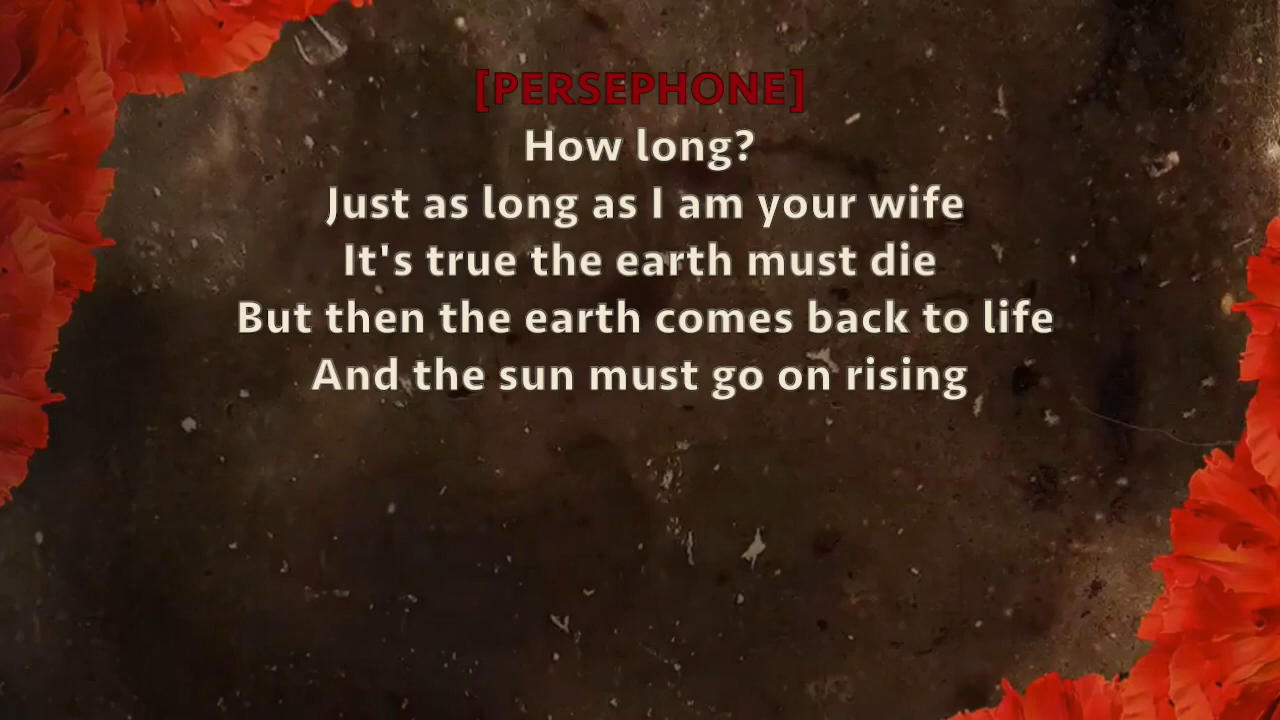 [PERSEPHONE]
How long?
Just as long as I am your wife
It's true the earth must die
But then the earth comes back to life
And the sun must go on rising